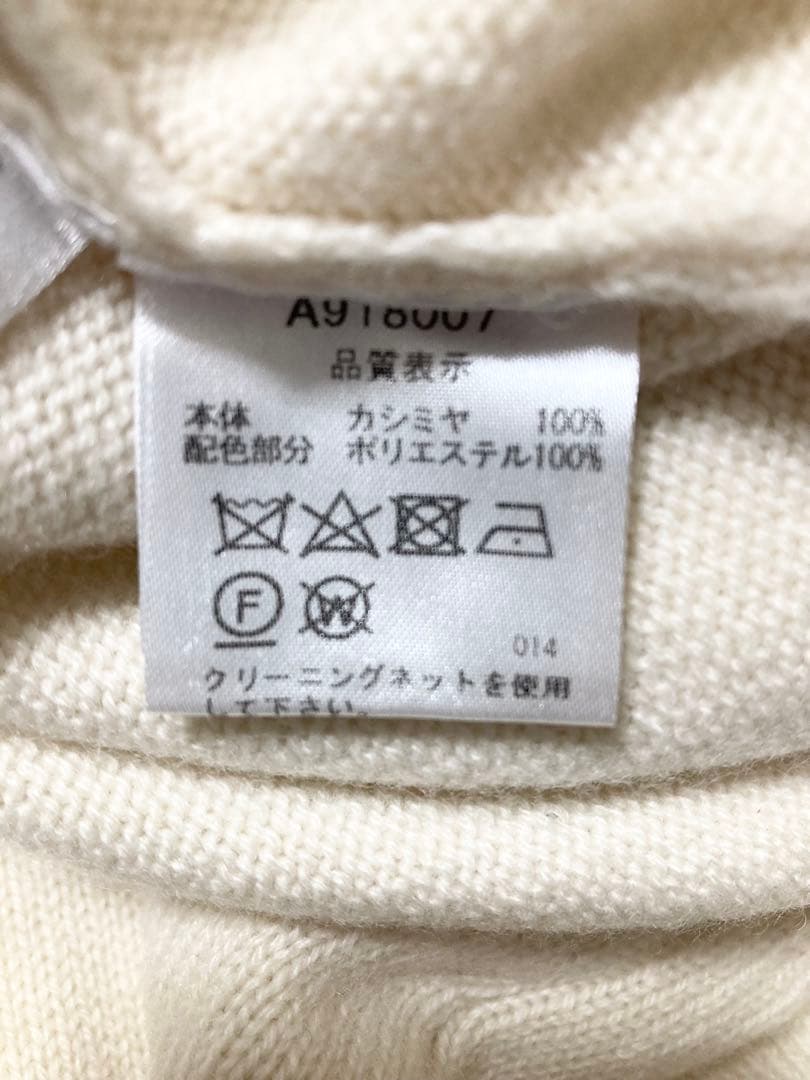 A918007
品質表示
本体 カシミヤ 100%
配色部分 ポリエステル100%
F W
014
クリーニングネットを使用
して下さい。